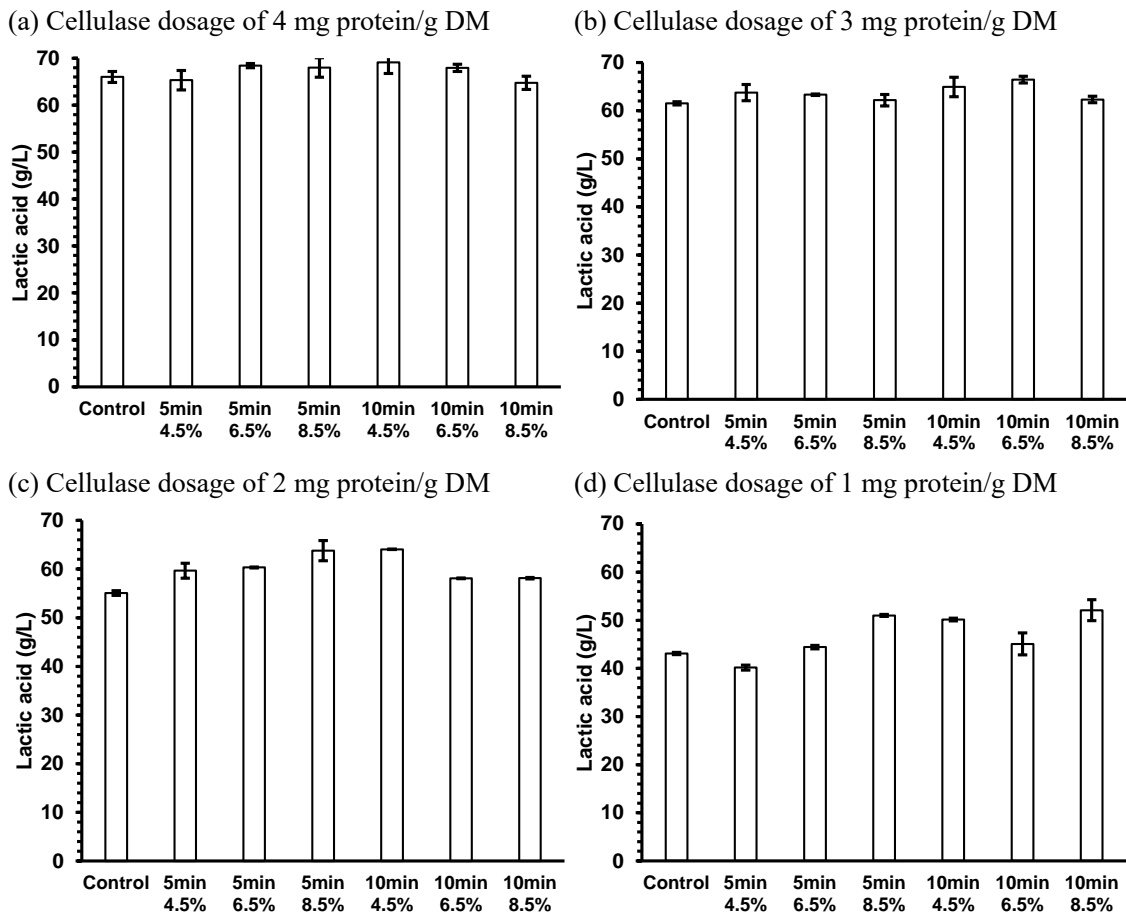 (a) Cellulase dosage of 4 mg protein/g DM
Lactic acid (g/L)
70
60
50
40
30
20
10
0
Control 5min 5min 5min 10min 10min 10min
4.5% 6.5% 8.5% 4.5% 6.5% 8.5%
(b) Cellulase dosage of 3 mg protein/g DM
Lactic acid (g/L)
70
60
50
40
30
20
10
0
Control 5min 5min 5min 10min 10min 10min
4.5% 6.5% 8.5% 4.5% 6.5% 8.5%
(c) Cellulase dosage of 2 mg protein/g DM
Lactic acid (g/L)
70
60
50
40
30
20
10
0
Control 5min 5min 5min 10min 10min 10min
4.5% 6.5% 8.5% 4.5% 6.5% 8.5%
(d) Cellulase dosage of 1 mg protein/g DM
Lactic acid (g/L)
70
60
50
40
30
20
10
0
Control 5min 5min 5min 10min 10min 10min
4.5% 6.5% 8.5% 4.5% 6.5% 8.5%